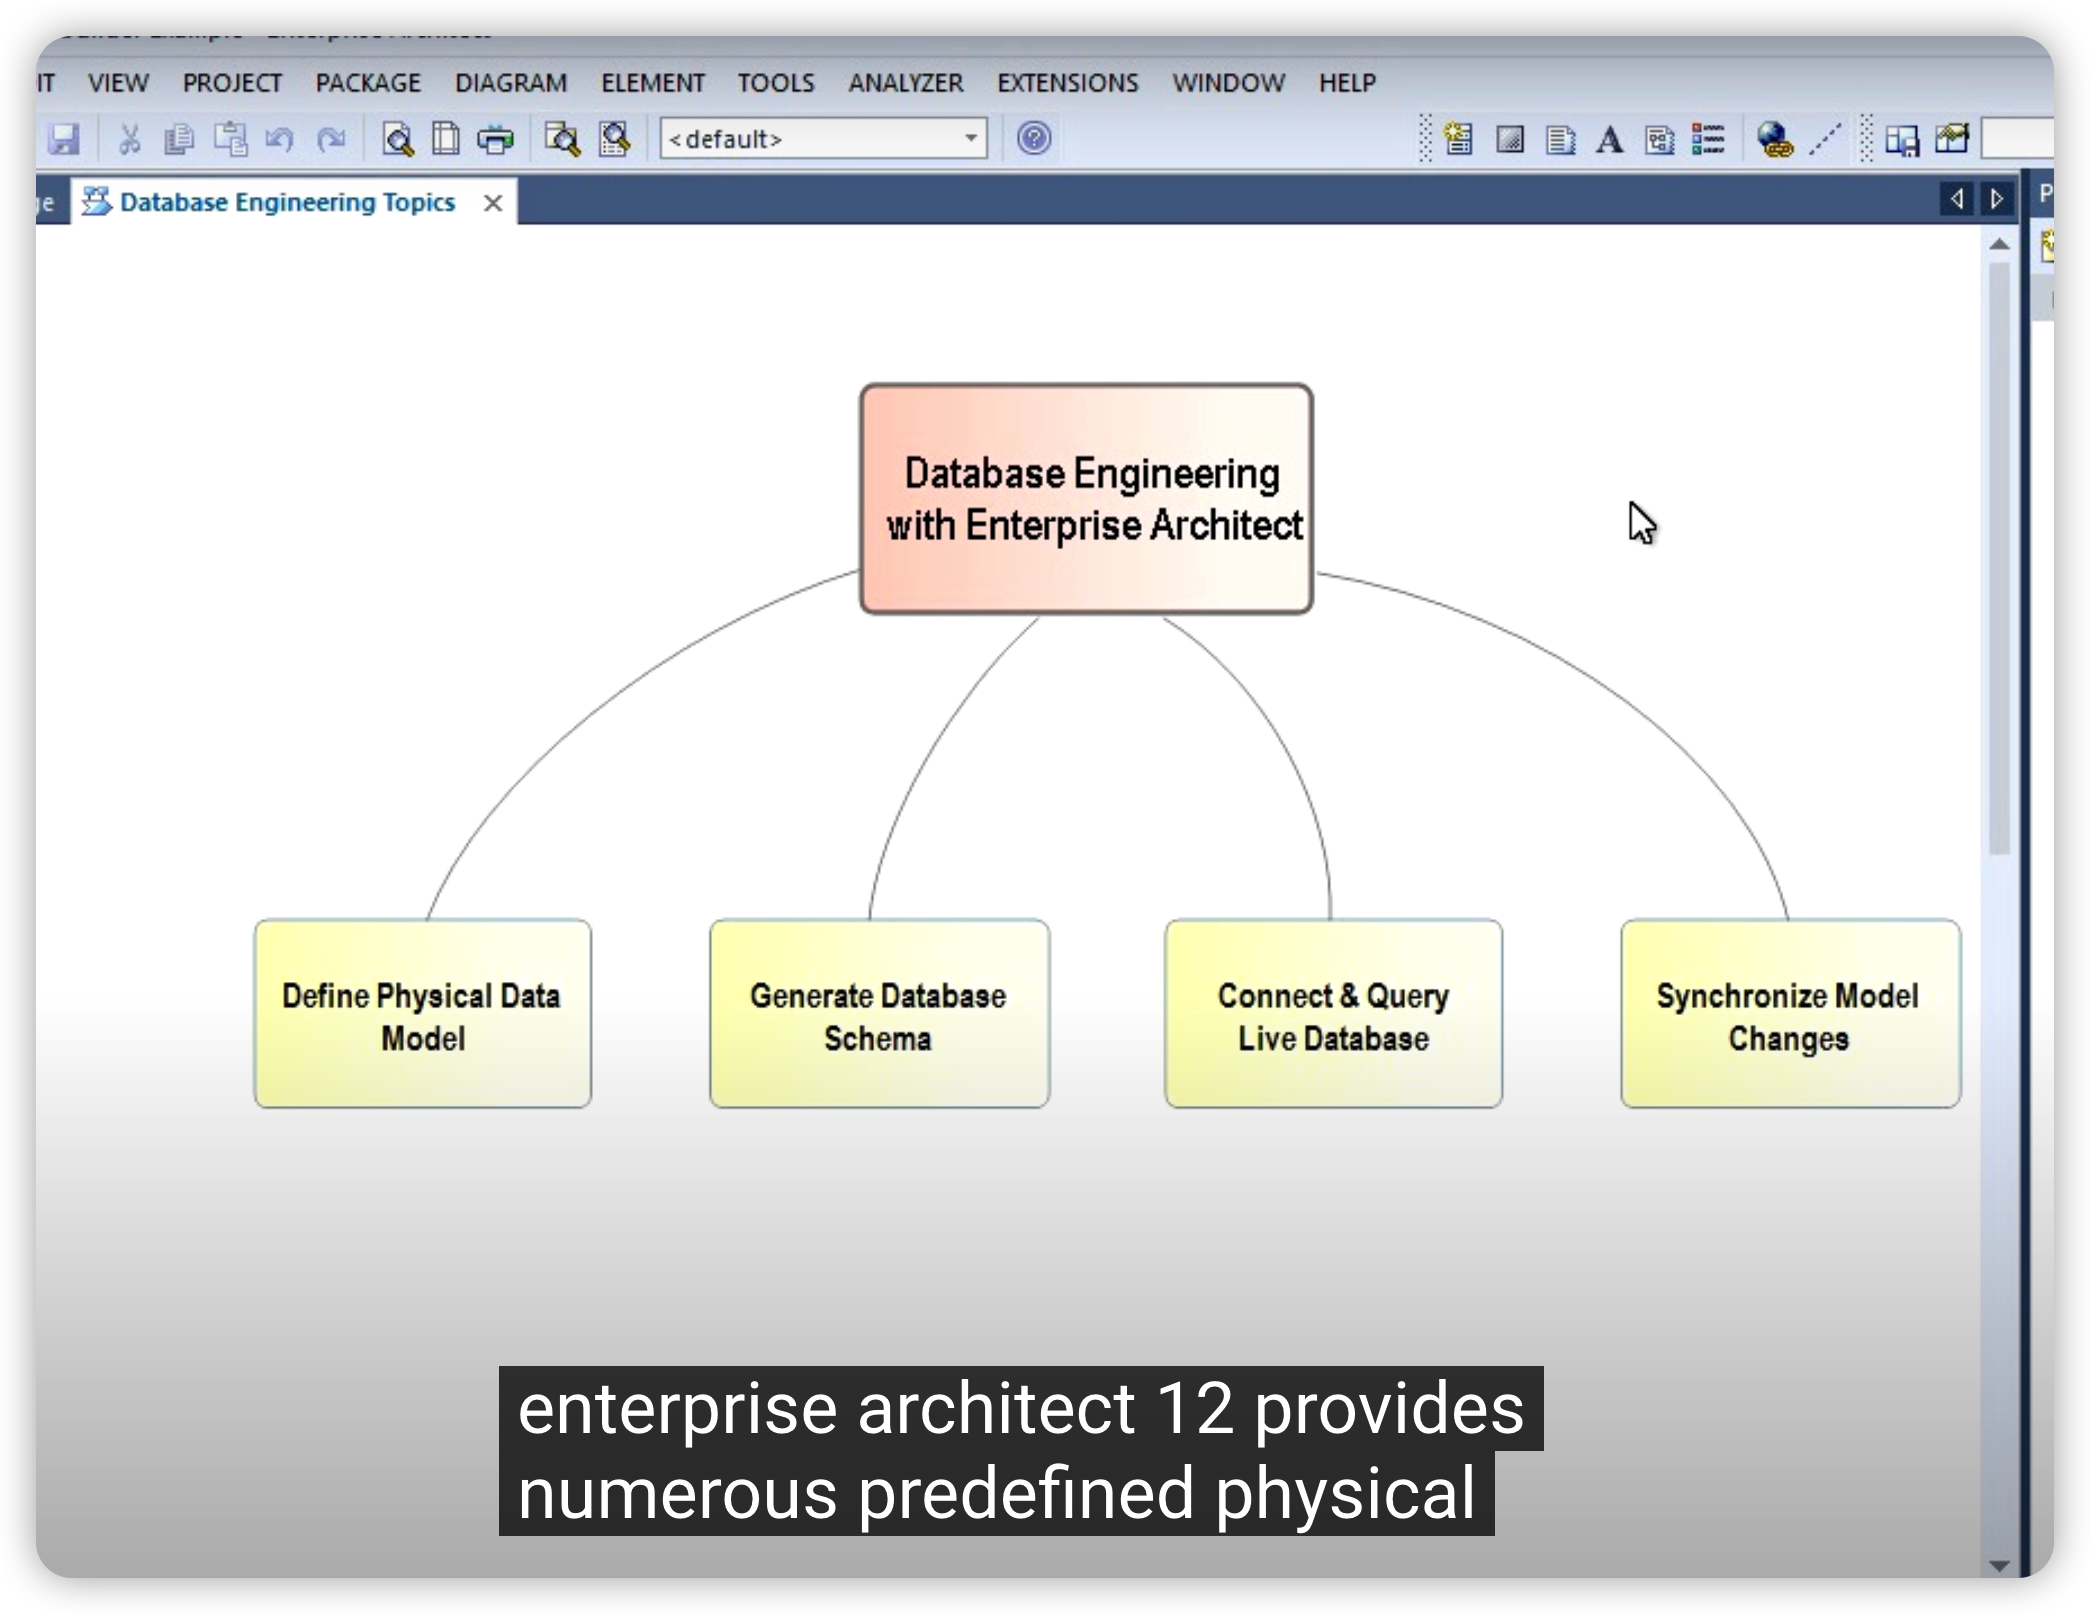 IT VIEW PROJECT PACKAGE DIAGRAM ELEMENT TOOLS ANALYZER EXTENSIONS WINDOW HELP
<default>
Database Engineering Topics
Database Engineering
with Enterprise Architect
Define Physical Data
Model
Generate Database
Schema
Connect & Query
Live Database
Synchronize Model
Changes
enterprise architect 12 provides
numerous predefined physical